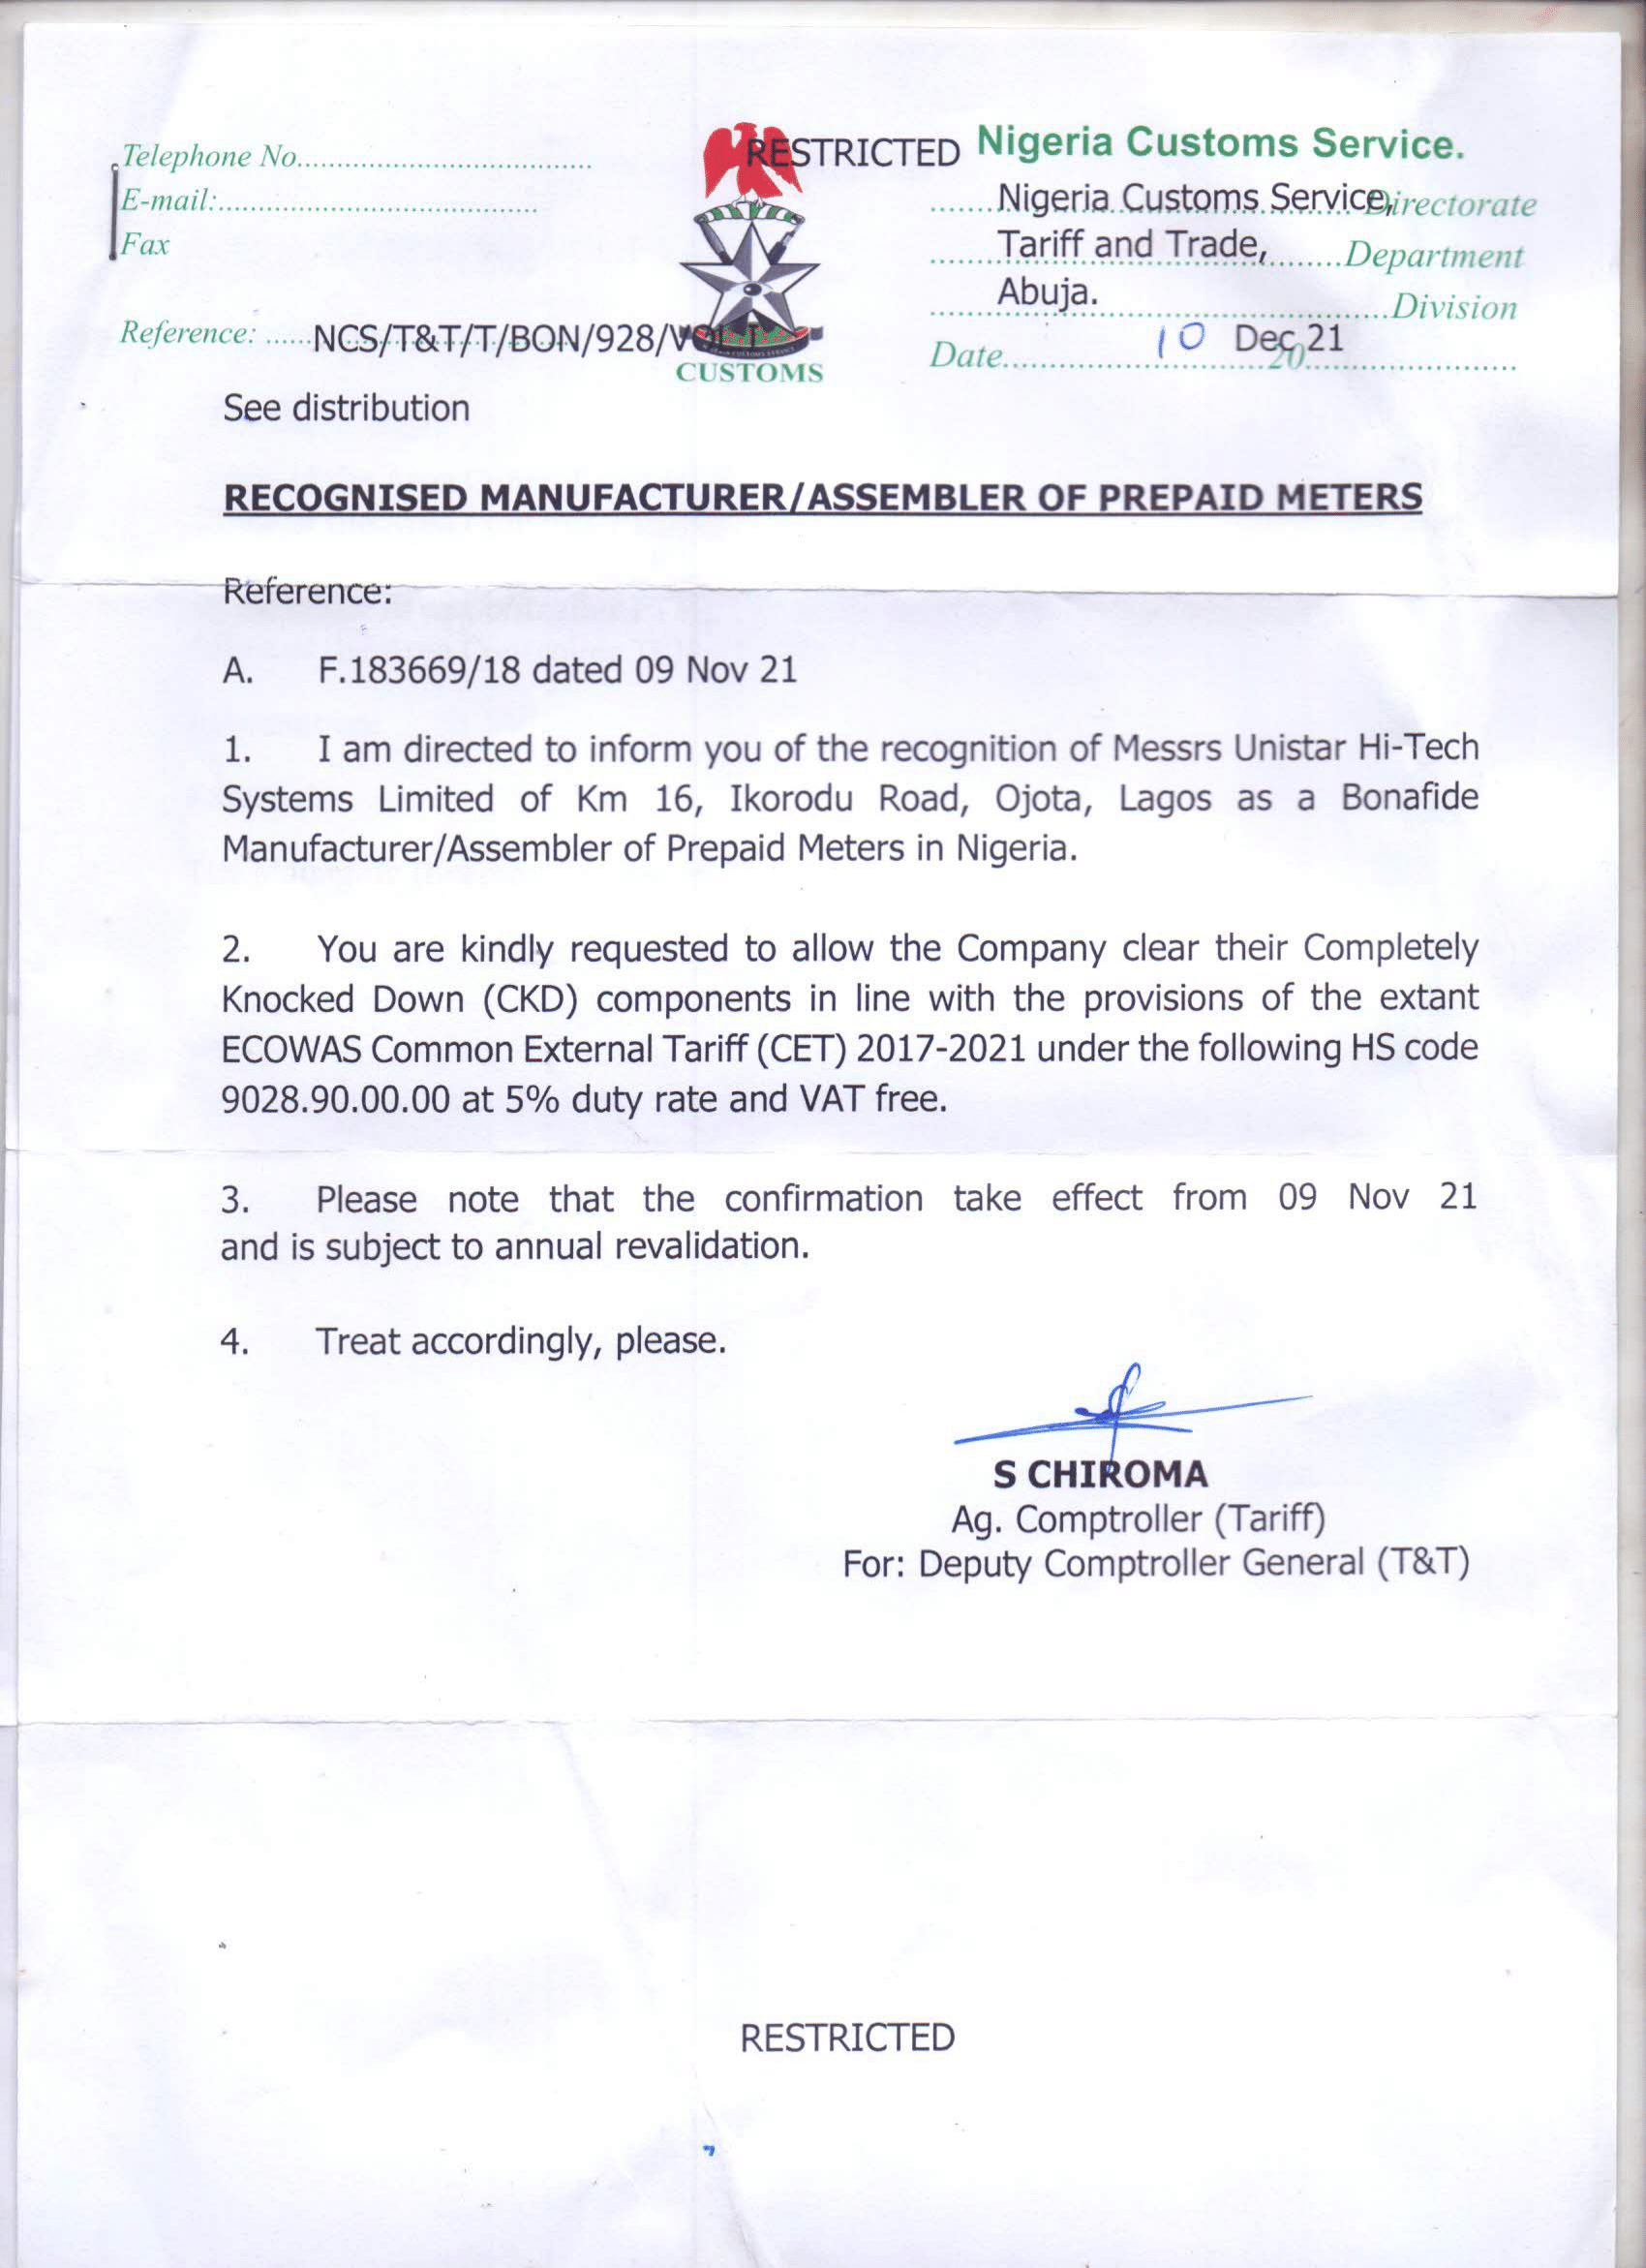 RESTRICTED
Nigeria Customs Service.
Telephone No.............................................
E-mail:.............................................
Fax
.......Nigeria Customs Service, Directorate
.......Tariff and Trade,.........Department
Abuja. ..............................Division
Reference: ......NCS/T&T/T/BON/928/VOL I
CUSTOMS
Date.................10 Dec, 21 20.........................
See distribution
RECOGNISED MANUFACTURER/ASSEMBLER OF PREPAID METERS
Reference:
A. F.183669/18 dated 09 Nov 21
1. I am directed to inform you of the recognition of Messrs Unistar Hi-Tech
Systems Limited of Km 16, Ikorodu Road, Ojota, Lagos as a Bonafide
Manufacturer/Assembler of Prepaid Meters in Nigeria.
2. You are kindly requested to allow the Company clear their Completely
Knocked Down (CKD) components in line with the provisions of the extant
ECOWAS Common External Tariff (CET) 2017-2021 under the following HS code
9028.90.00.00 at 5% duty rate and VAT free.
3. Please note that the confirmation take effect from 09 Nov 21
and is subject to annual revalidation.
4. Treat accordingly, please.
S CHIROMA
Ag. Comptroller (Tariff)
For: Deputy Comptroller General (T&T)
RESTRICTED